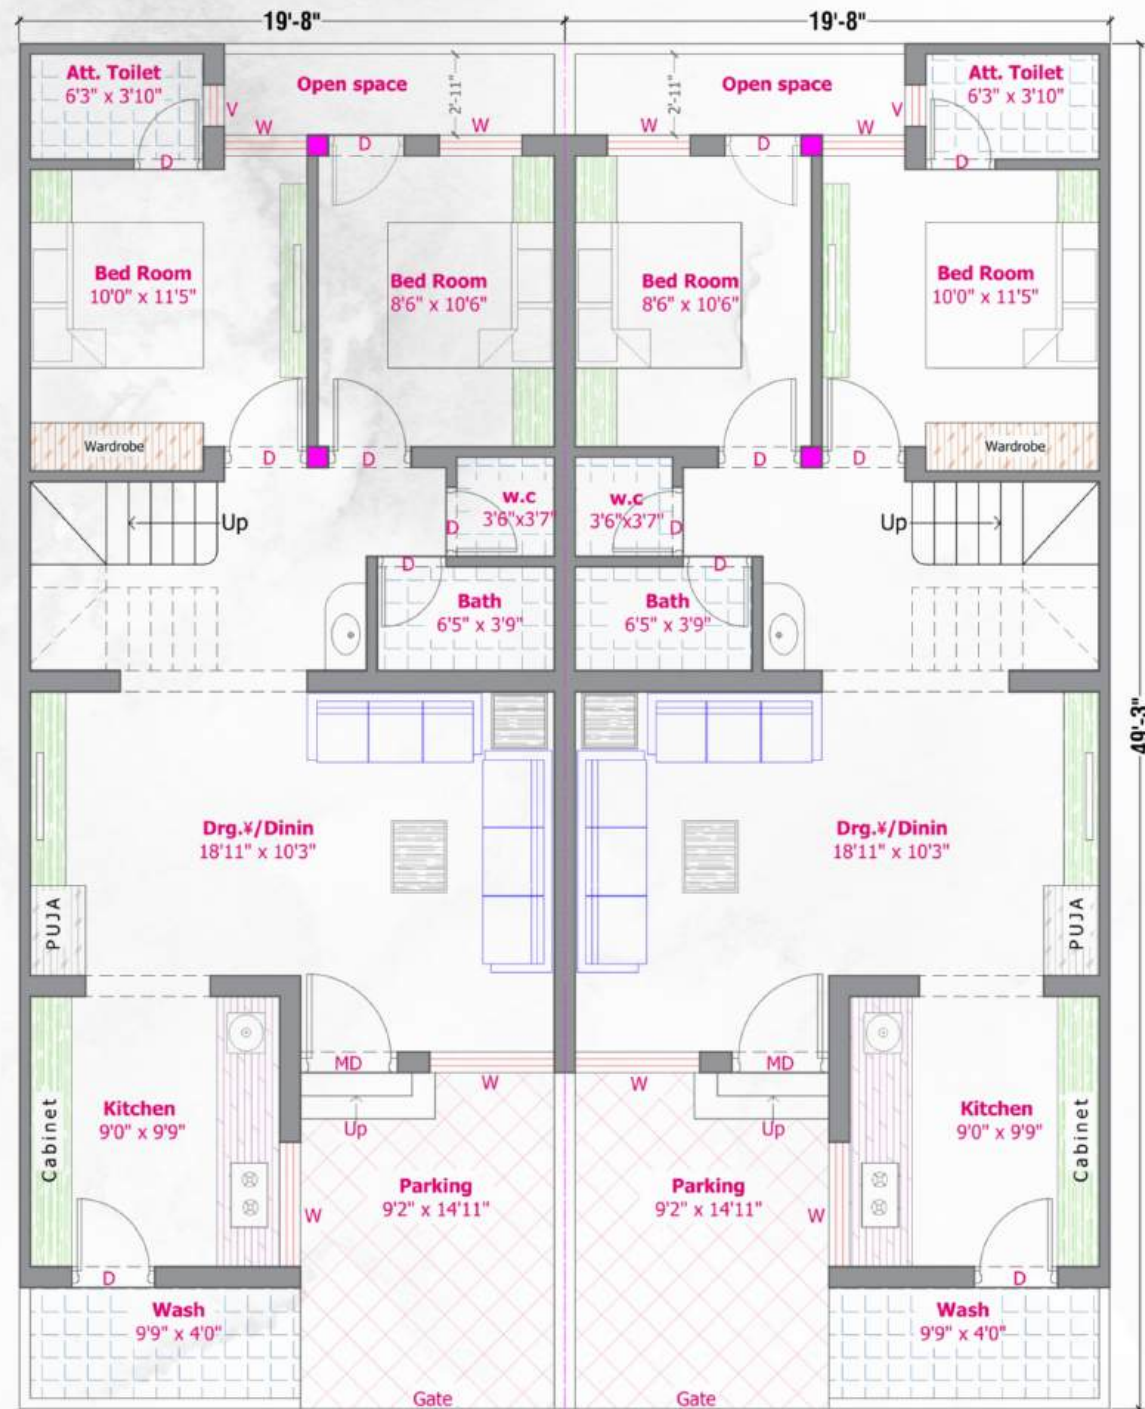 19'-8" 19'-8"
Att. Toilet
6'3" x 3'10"
Open space
2'-11"
V
W
W
D
D
Open space
2'-11"
Att. Toilet
6'3" x 3'10"
V
W
W
D
D
Bed Room
10'0" x 11'5"
Bed Room
8'6" x 10'6"
Bed Room
8'6" x 10'6"
Bed Room
10'0" x 11'5"
Wardrobe
D
D
D
D
Wardrobe
Up
w.c
3'6"x3'7"
D
w.c
3'6"x3'7"
D
Up
D
Bath
6'5" x 3'9"
D
Bath
6'5" x 3'9"
49'-3"
Drg.¥/Dinin
18'11" x 10'3"
Drg.¥/Dinin
18'11" x 10'3"
PUJA
PUJA
MD
W
W
MD
Cabinet
Kitchen
9'0" x 9'9"
Up
Up
Kitchen
9'0" x 9'9"
Cabinet
W
Parking
9'2" x 14'11"
Parking
9'2" x 14'11"
W
D
D
Wash
9'9" x 4'0"
Wash
9'9" x 4'0"
Gate
Gate